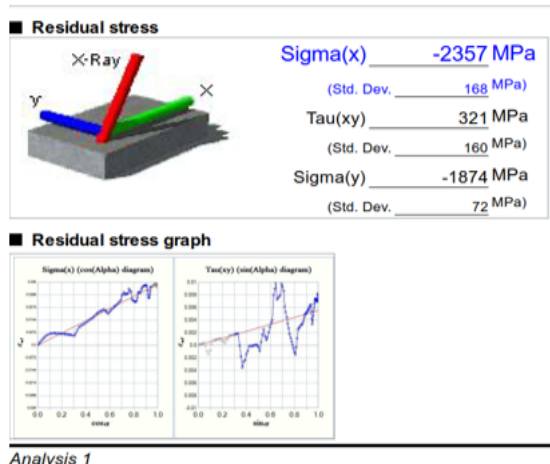 ■ Residual stress
X-Ray
y
X
Sigma(x) -2357 MPa
(Std. Dev. 168 MPa)
Tau(xy) 321 MPa
(Std. Dev. 160 MPa)
Sigma(y) -1874 MPa
(Std. Dev. 72 MPa)
■ Residual stress graph
Sigma(x) (cos(Alpha) diagram)
0.0 0.2 0.4 0.6 0.8 1.0
cosα
Tau(xy) (sin(Alpha) diagram)
0.0 0.2 0.4 0.6 0.8 1.0
sinα
Analysis 1